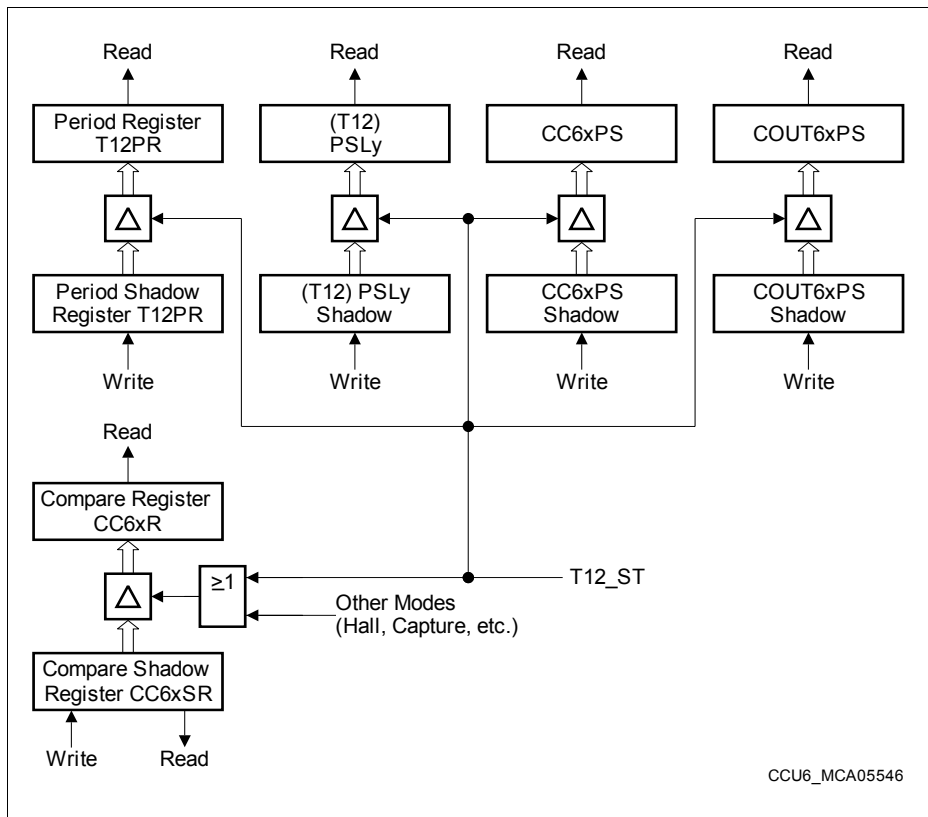 Read
Read
Read
Read
Period Register
T12PR
(T12)
PSLy
CC6xPS
COUT6xPS
Period Shadow
Register T12PR
(T12) PSLy
Shadow
CC6xPS
Shadow
COUT6xPS
Shadow
Write
Write
Write
Write
Read
Compare Register
CC6xR
≥1
T12_ST
Other Modes
(Hall, Capture, etc.)
Compare Shadow
Register CC6xSR
Write
Read
CCU6_MCA05546